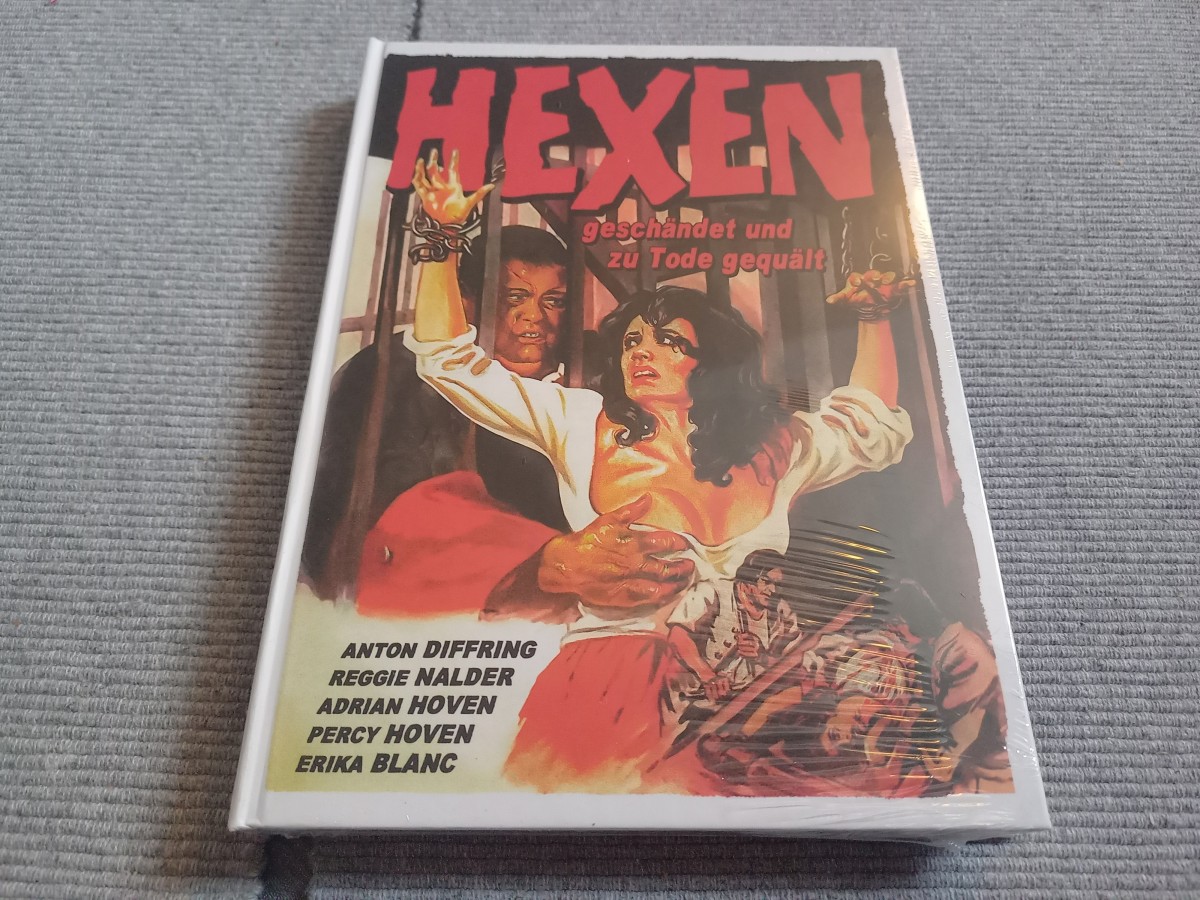 HEXEN
geschändet und
zu Tode gequält
ANTON DIFFRING
REGGIE NALDER
ADRIAN HOVEN
PERCY HOVEN
ERIKA BLANC